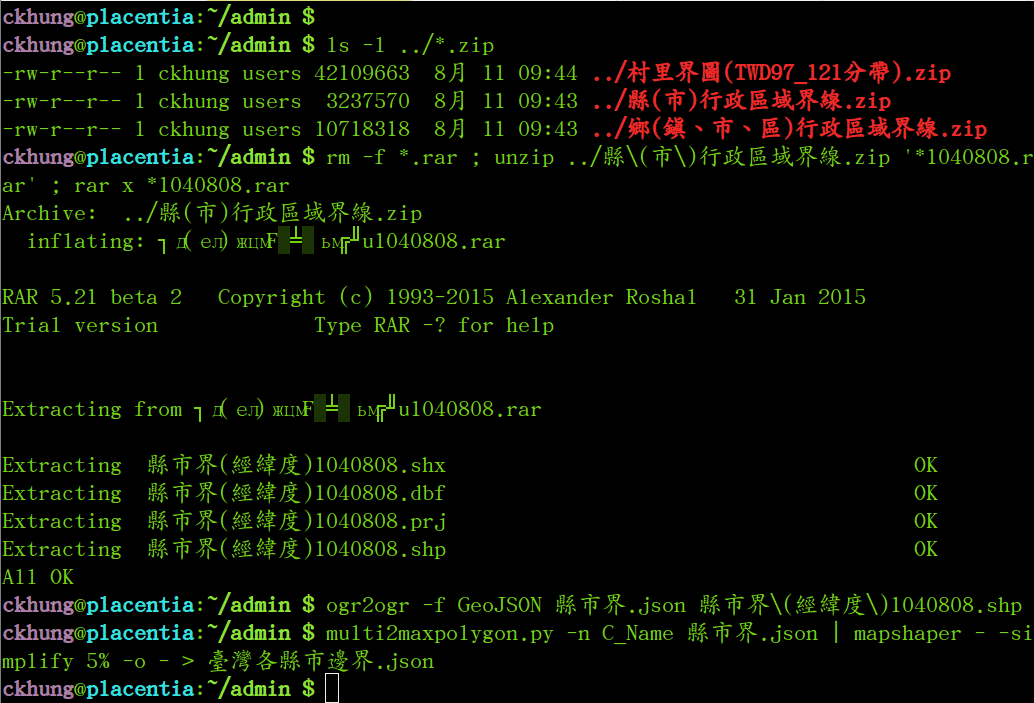 ckhung@placentia:~/admin $
ckhung@placentia:~/admin $ ls -l ../*.zip
-rw-r--r-- 1 ckhung users 42109663  8月 11 09:44 ../村里界圖(TWD97_121分帶).zip
-rw-r--r-- 1 ckhung users  3237570  8月 11 09:43 ../縣(市)行政區域界線.zip
-rw-r--r-- 1 ckhung users 10718318  8月 11 09:43 ../鄉(鎮、市、區)行政區域界線.zip
ckhung@placentia:~/admin $ rm -f *.rar ; unzip ../縣\(市\)行政區域界線.zip '*1040808.r
ar' ; rar x *1040808.rar
Archive:  ../縣(市)行政區域界線.zip
  inflating: ┐д(ел)жцмF╩ьм╔╝u1040808.rar
RAR 5.21 beta 2   Copyright (c) 1993-2015 Alexander Roshal   31 Jan 2015
Trial version             Type RAR -? for help
Extracting from ┐д(ел)жцмF╩ьм╔╝u1040808.rar
Extracting  縣市界(經緯度)1040808.shx                                       OK
Extracting  縣市界(經緯度)1040808.dbf                                       OK
Extracting  縣市界(經緯度)1040808.prj                                       OK
Extracting  縣市界(經緯度)1040808.shp                                       OK
All OK
ckhung@placentia:~/admin $ ogr2ogr -f GeoJSON 縣市界.json 縣市界\(經緯度\)1040808.shp
ckhung@placentia:~/admin $ multi2maxpolygon.py -n C_Name 縣市界.json | mapshaper - -si
mplify 5% -o - > 臺灣各縣市邊界.json
ckhung@placentia:~/admin $